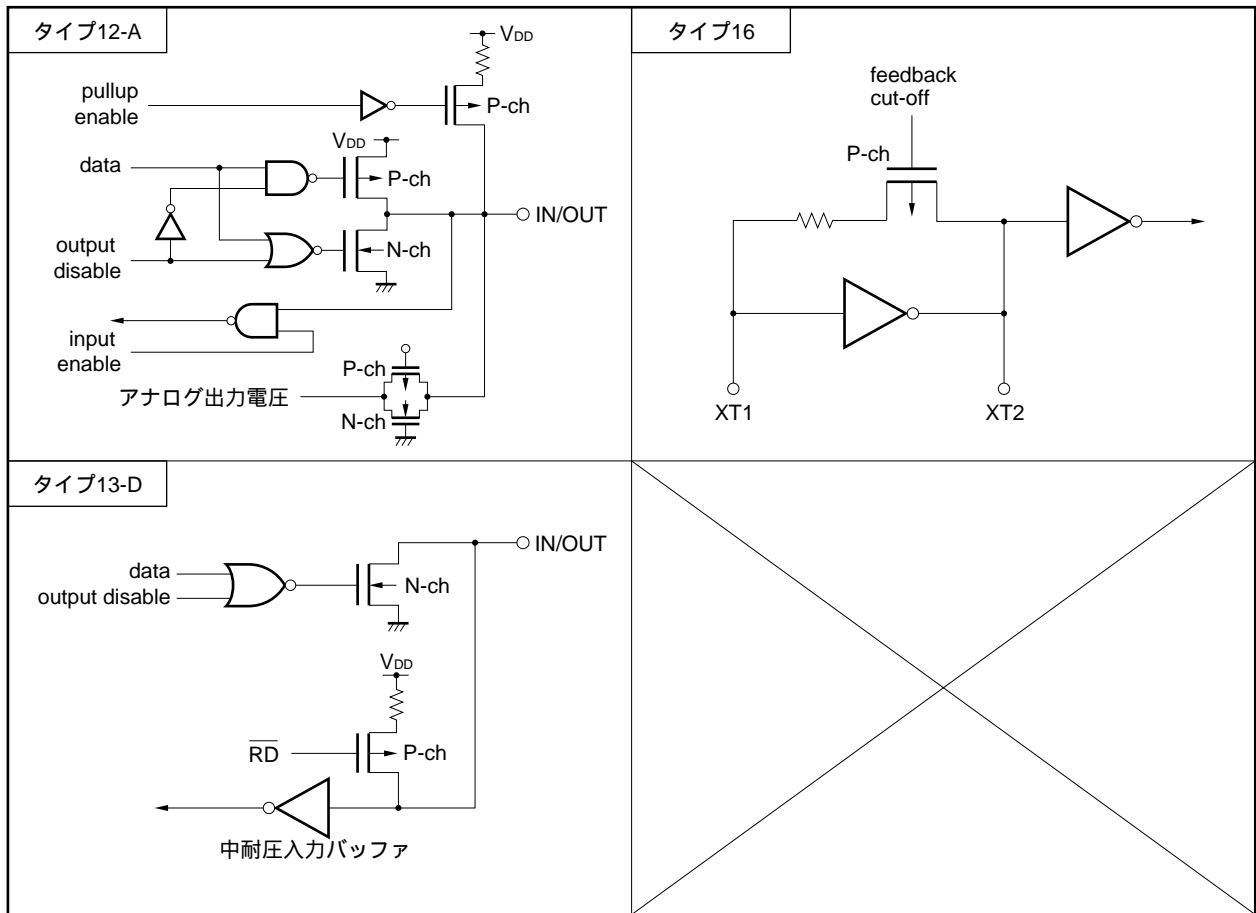 タイプ12-A
VDD
pullup
enable
P-ch
VDD
data
P-ch
IN/OUT
output
disable
N-ch
input
enable
P-ch
アナログ出力電圧
N-ch
タイプ16
feedback
cut-off
P-ch
XT1
XT2
タイプ13-D
IN/OUT
data
output disable
N-ch
VDD
RD
P-ch
中耐圧入力バッファ